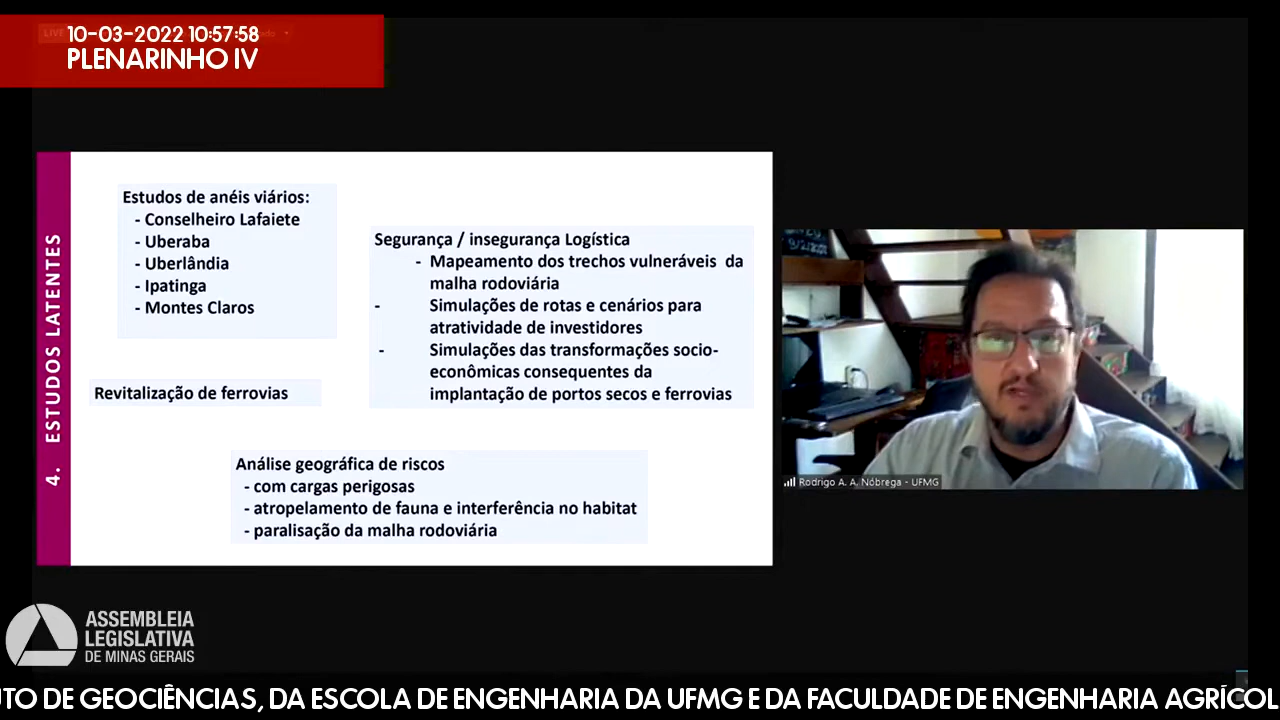 LIVE
10-03-2022 10:57:58
PLENARINHO IV
4. ESTUDOS LATENTES
Estudos de anéis viários:
- Conselheiro Lafaiete
- Uberaba
- Uberlândia
- Ipatinga
- Montes Claros
Revitalização de ferrovias
Segurança / insegurança Logística
- Mapeamento dos trechos vulneráveis da
malha rodoviária
- Simulações de rotas e cenários para
atratividade de investidores
- Simulações das transformações socio-
econômicas consequentes da
implantação de portos secos e ferrovias
Análise geográfica de riscos
- com cargas perigosas
- atropelamento de fauna e interferência no habitat
- paralisação da malha rodoviária
Rodrigo A. A. Nóbrega - UFMG
ASSEMBLEIA
LEGISLATIVA
DE MINAS GERAIS
UTO DE GEOCIÊNCIAS, DA ESCOLA DE ENGENHARIA DA UFMG E DA FACULDADE DE ENGENHARIA AGRÍCOL